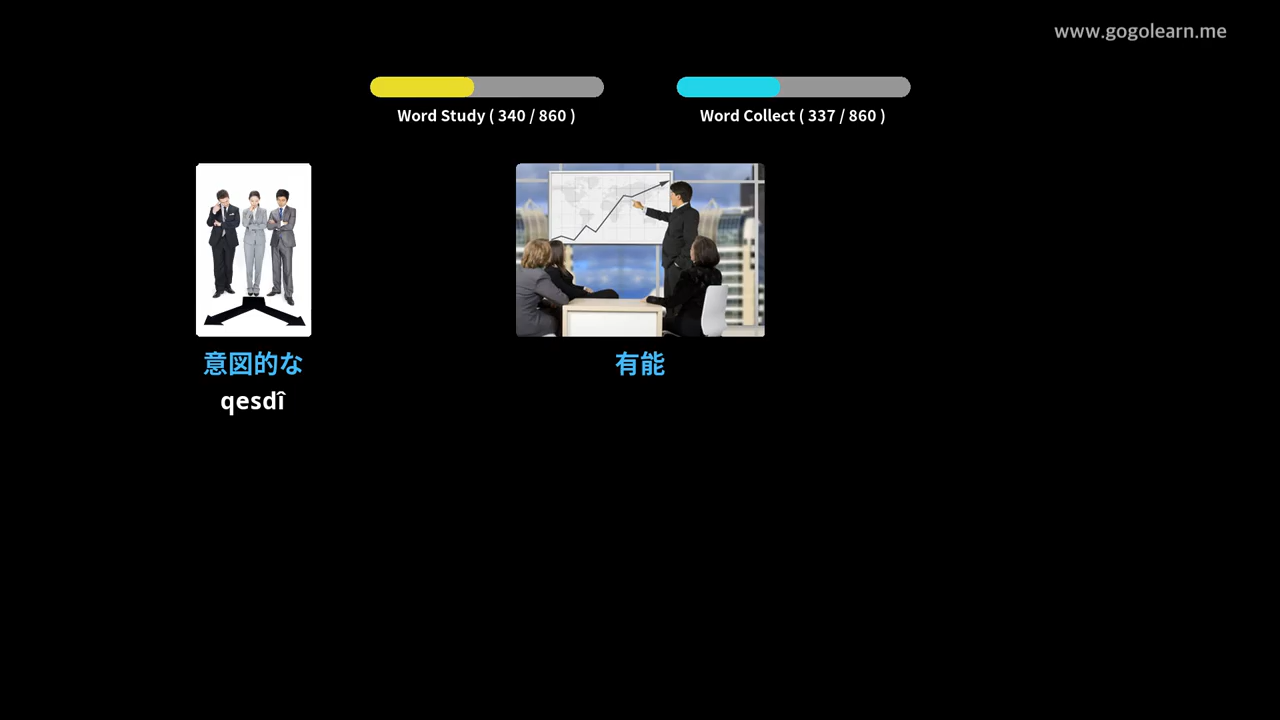 www.gogolearn.me
Word Study ( 340 / 860 )
Word Collect ( 337 / 860 )
意図的な
qesdî
有能